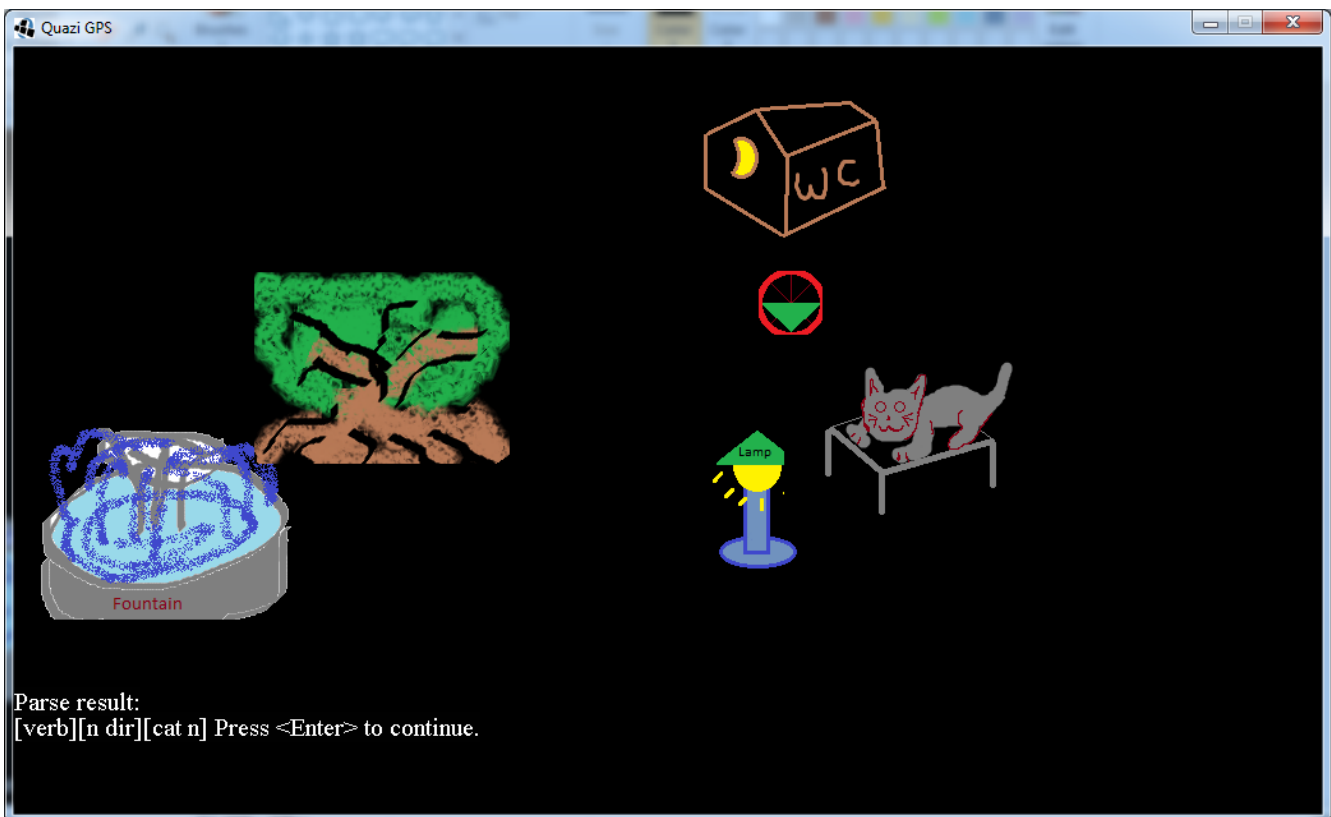 Quazi GPS
WC
Lamp
Fountain
Parse result:
[verb][n dir][cat n] Press <Enter> to continue.